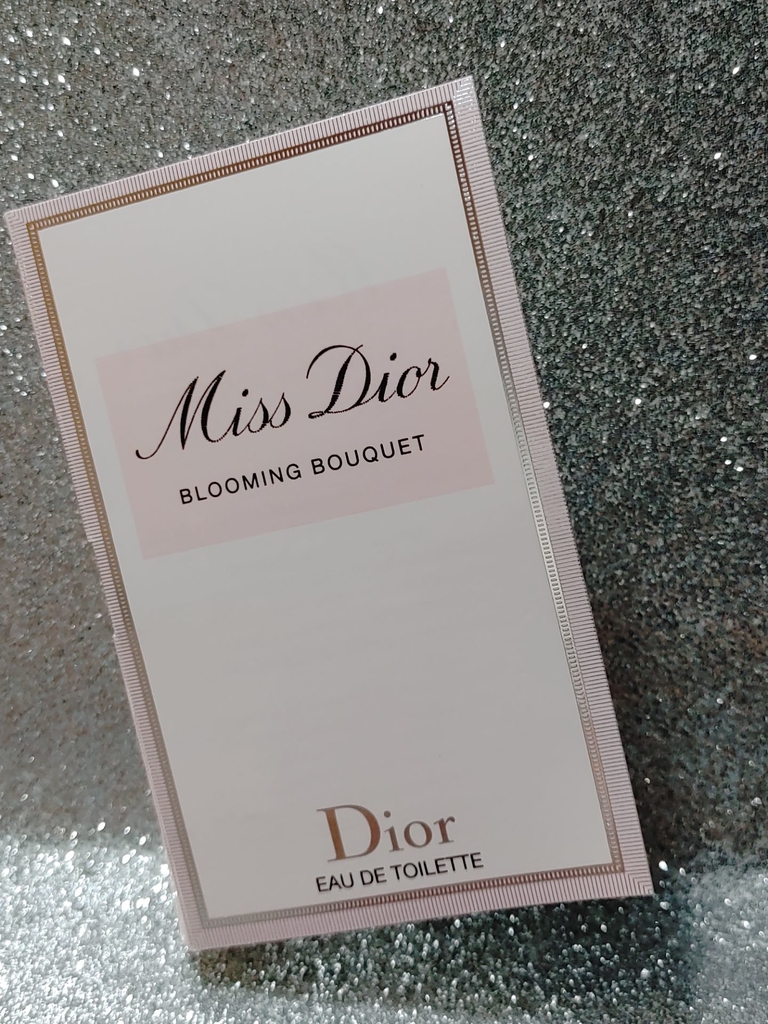 Miss Dior
BLOOMING BOUQUET
Dior
EAU DE TOILETTE